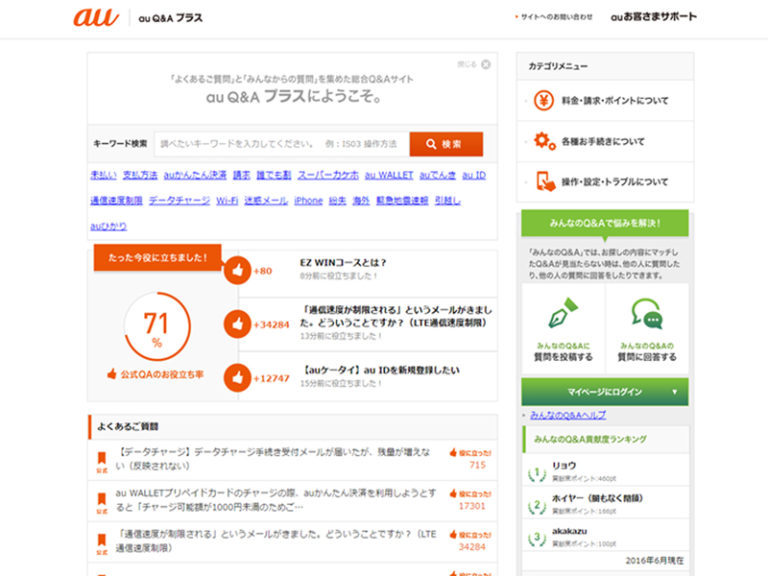 au
au Q&A プラス
サイトへのお問い合わせ
auお客さまサポート
閉じる
「よくあるご質問」と「みんなからの質問」を集めた総合Q&Aサイト
au Q&A プラスにようこそ。
キーワード検索
調べたいキーワードを入力してください。 例：IS03 操作方法
検索
未払い 支払方法 auかんたん決済 請求 誰でも割 スーパーカケホ au WALLET auでんき au ID
通信速度制限 データチャージ Wi-Fi 迷惑メール iPhone 紛失 海外 緊急地震速報 引越し
auひかり
たった今役に立ちました！
71
%
公式QAのお役立ち率
+80
EZ WINコースとは？
8分前に役立ちました！
+34284
「通信速度が制限される」というメールがきまし
た。どういうことですか？（LTE通信速度制限）
13分前に役立ちました！
+12747
【auケータイ】au IDを新規登録したい
15分前に役立ちました！
よくあるご質問
公式
【データチャージ】データチャージ手続き受付メールが届いたが、残量が増えな
い（反映されない）
役に立った!
715
公式
au WALLETプリペイドカードのチャージの際、auかんたん決済を利用しようとす
ると「チャージ可能額が1000円未満のためご…
役に立った!
17301
公式
「通信速度が制限される」というメールがきました。どういうことですか？（LTE
通信速度制限）
役に立った!
34284
カテゴリメニュー
料金・請求・ポイントについて
各種お手続きについて
操作・設定・トラブルについて
みんなのQ&Aで悩みを解決！
「みんなのQ&A」では、お探しの内容にマッチし
たQ&Aが見当たらない時は、他の人に質問した
り、他の人の質問に回答をしたりできます。
みんなのQ&Aに
質問を投稿する
みんなのQ&Aの
質問に回答する
マイページにログイン
みんなのQ&Aヘルプ
みんなのQ&A貢献度ランキング
1
リョウ
貢献度ポイント:460pt
2
ホイヤー（鯛もなく階頭）
貢献度ポイント:166pt
3
akakazu
貢献度ポイント:100pt
2016年6月現在